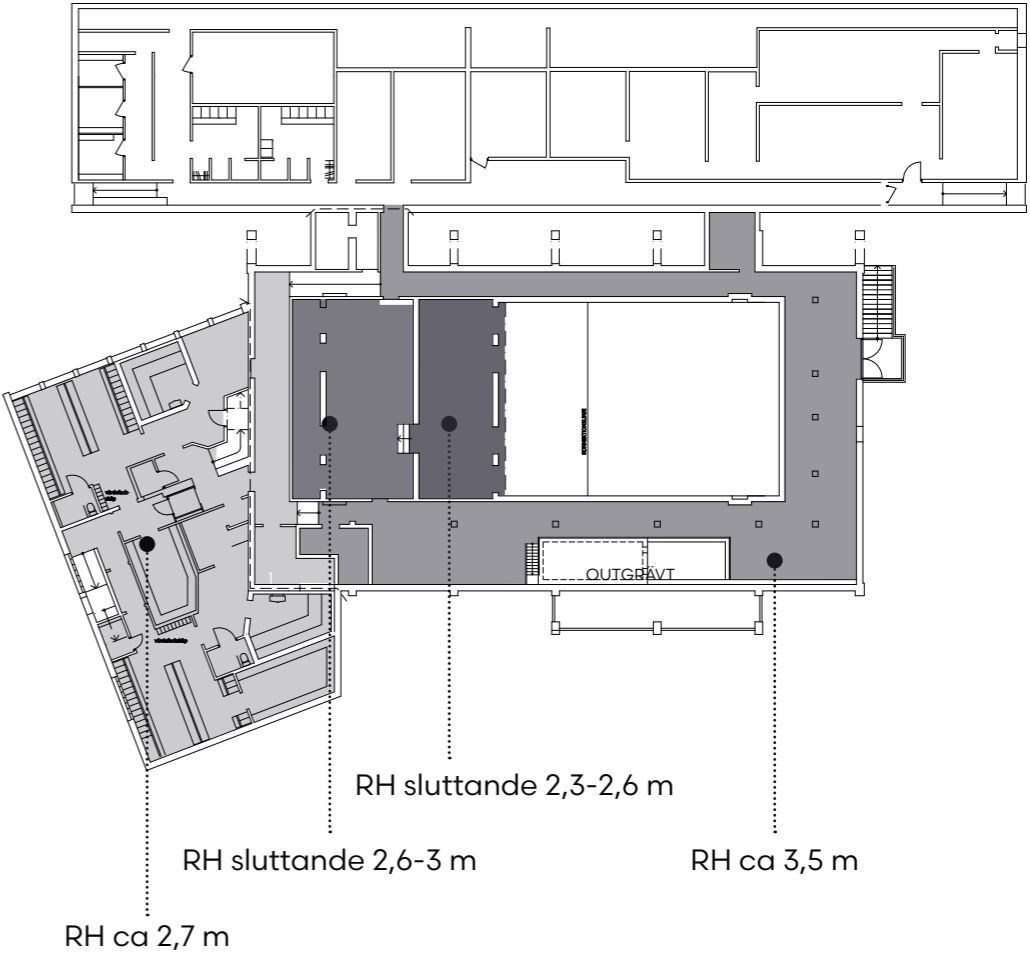 OUTGRÄVT
1
RH sluttande 2,3-2,6 m
RH sluttande 2,6-3 m
RH ca 3,5 m
RH ca 2,7 m